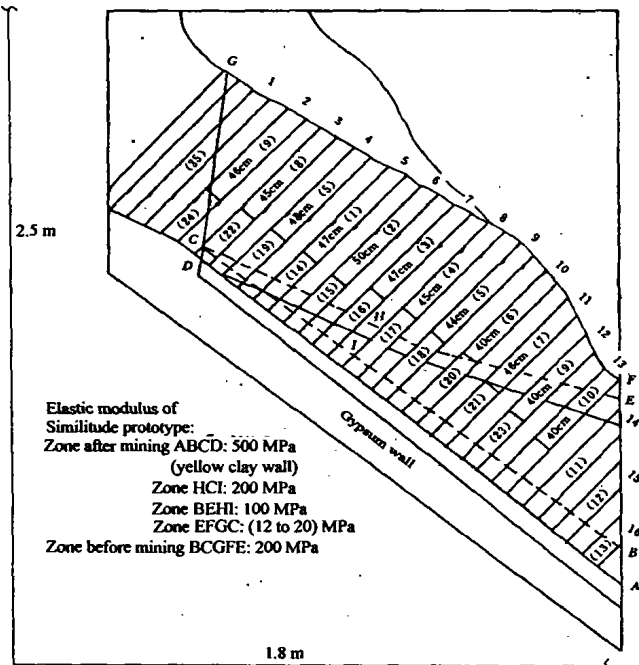 G
1
2
3
4
5
6
7
8
9
10
11
12
13
F
E
14
15
16
B
A
(35)
46cm (9)
(24)
45cm (8)
(22)
48cm (5)
(19)
47cm (1)
(14)
50cm (2)
(15)
47cm (3)
(16)
45cm (4)
(17)
44cm (5)
(18)
40cm (6)
(20)
46cm (7)
(21)
40cm (9)
(23)
40cm (10)
(11)
(12)
(13)
C
D
H
I
2.5 m
Gypsum wall
Elastic modulus of
Similitude prototype:
Zone after mining ABCD: 500 MPa
(yellow clay wall)
Zone HCI: 200 MPa
Zone BEHI: 100 MPa
Zone EFGC: (12 to 20) MPa
Zone before mining BCGFE: 200 MPa
1.8 m